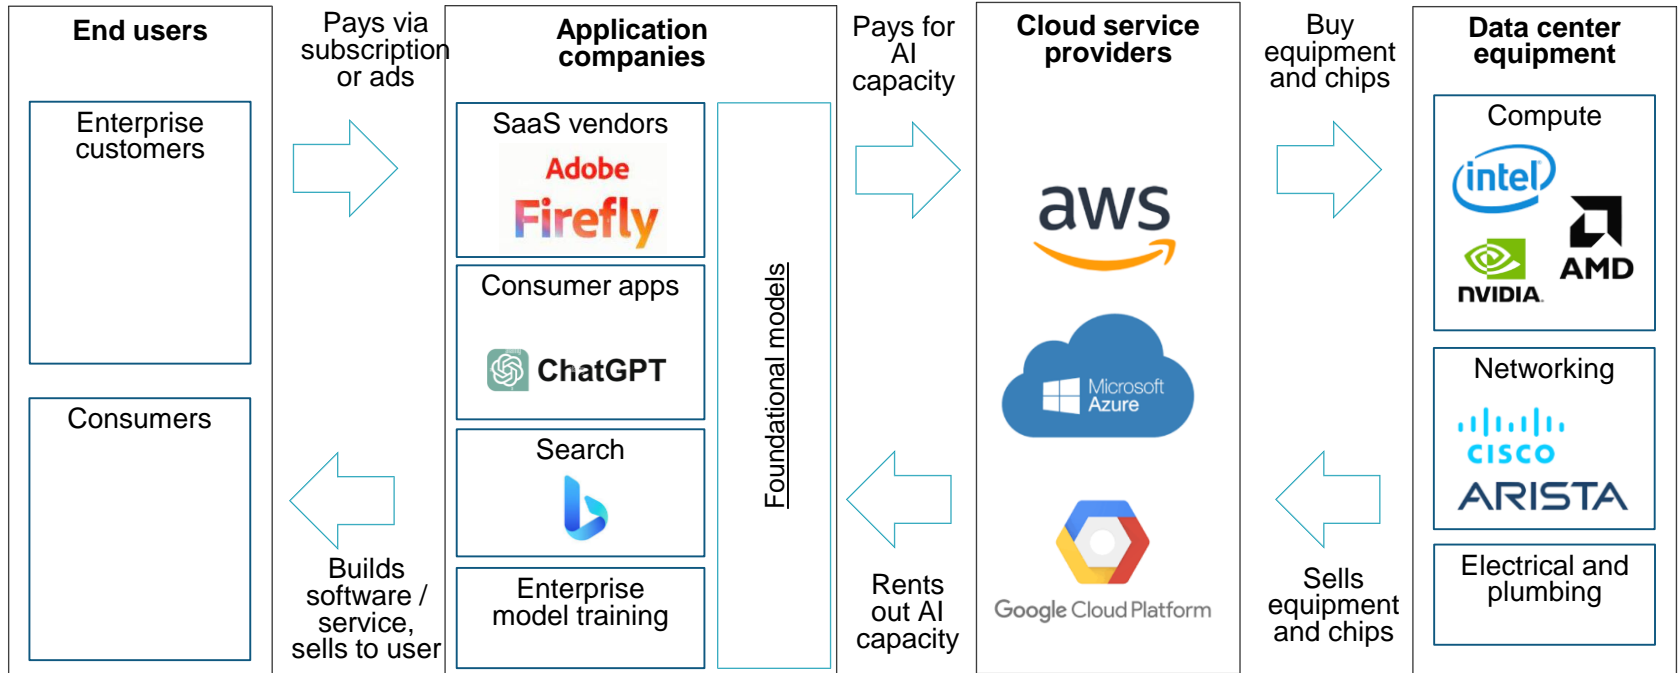 End users
Enterprise
customers
Consumers
Pays via
subscription
or ads
Builds
software /
service,
sells to user
Application
companies
SaaS vendors
Adobe
Firefly
Consumer apps
ChatGPT
Search
Enterprise
model training
Foundational models
Pays for
AI
capacity
Rents
out AI
capacity
Cloud service
providers
aws
Microsoft
Azure
Google Cloud Platform
Buy
equipment
and chips
Sells
equipment
and chips
Data center
equipment
Compute
intel
AMD
NVIDIA.
Networking
CISCO
ARISTA
Electrical and
plumbing